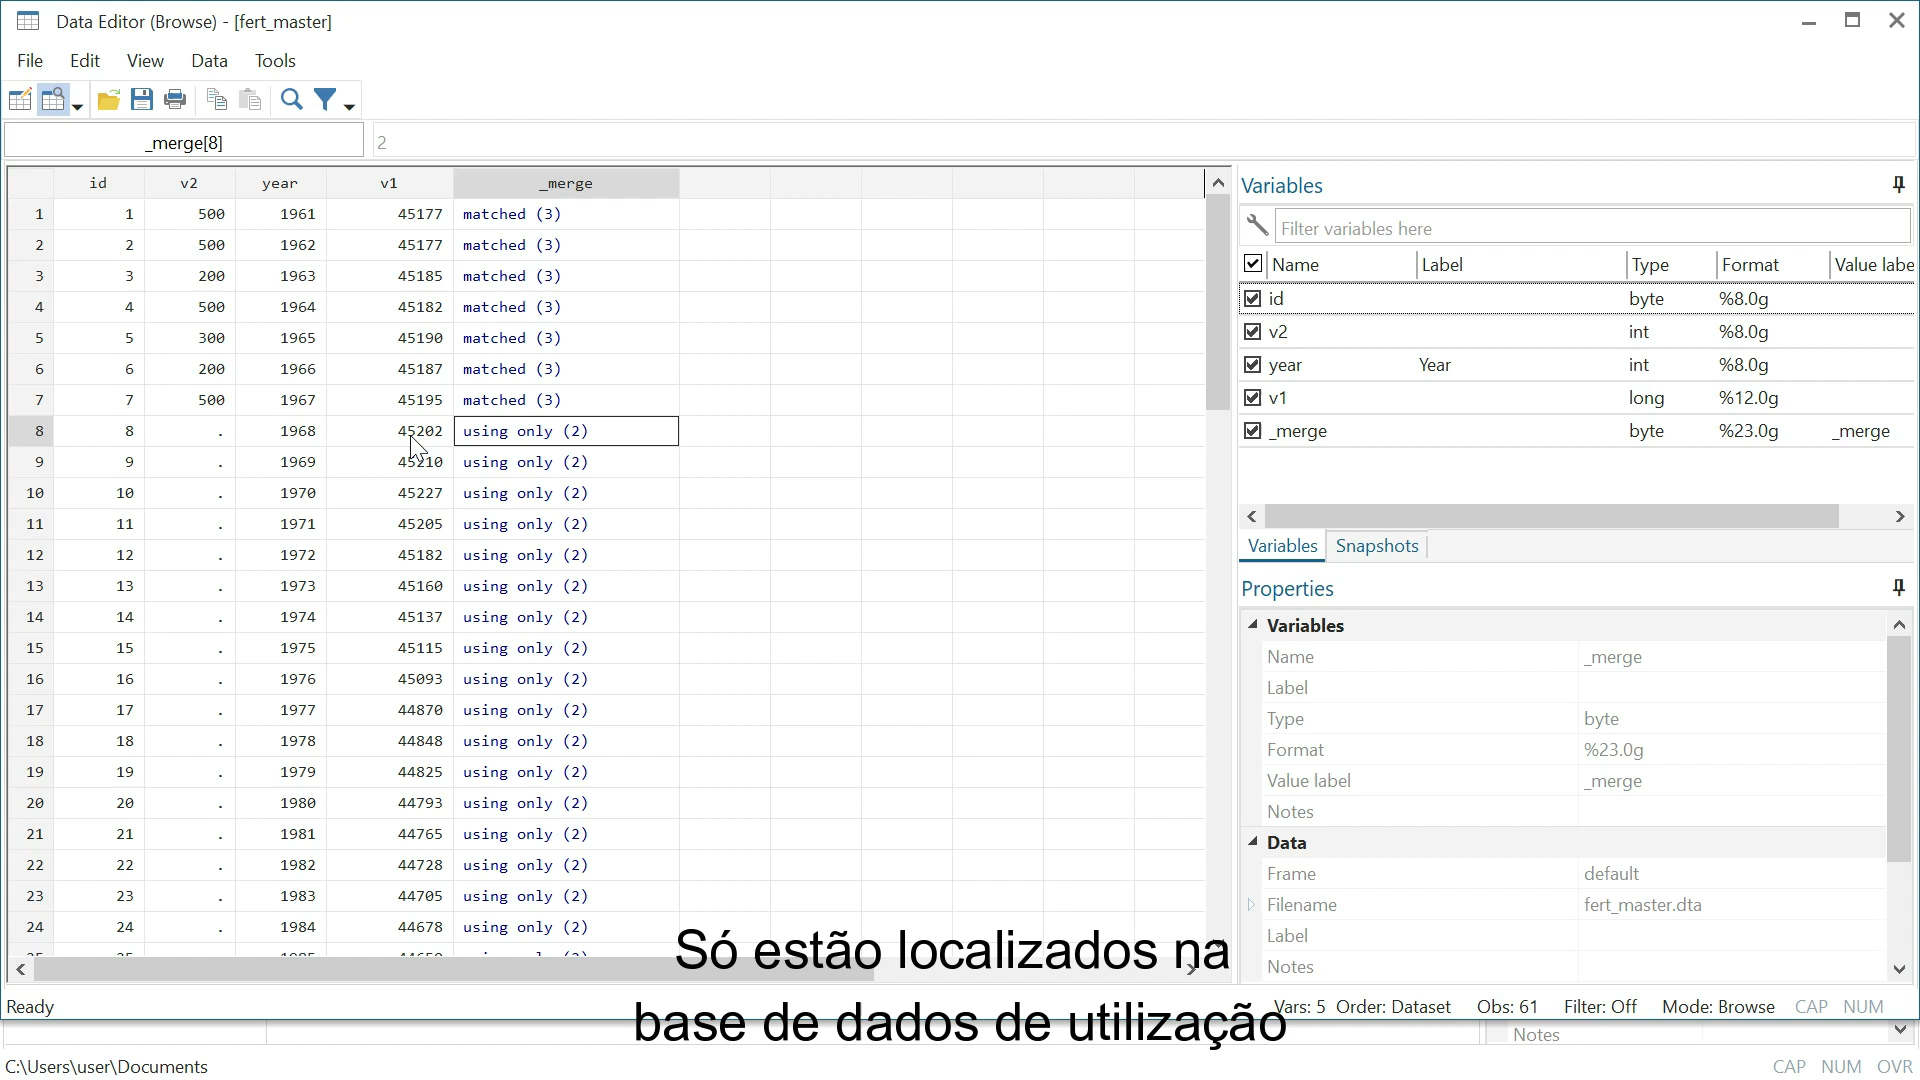 Data Editor (Browse) - [fert_master]
File Edit View Data Tools
_merge[8] 2
id v2 year v1 _merge
1 1 500 1961 45177 matched (3)
2 2 500 1962 45177 matched (3)
3 3 200 1963 45185 matched (3)
4 4 500 1964 45182 matched (3)
5 5 300 1965 45190 matched (3)
6 6 200 1966 45187 matched (3)
7 7 500 1967 45195 matched (3)
8 8 . 1968 45202 using only (2)
9 9 . 1969 45210 using only (2)
10 10 . 1970 45227 using only (2)
11 11 . 1971 45205 using only (2)
12 12 . 1972 45182 using only (2)
13 13 . 1973 45160 using only (2)
14 14 . 1974 45137 using only (2)
15 15 . 1975 45115 using only (2)
16 16 . 1976 45093 using only (2)
17 17 . 1977 44870 using only (2)
18 18 . 1978 44848 using only (2)
19 19 . 1979 44825 using only (2)
20 20 . 1980 44793 using only (2)
21 21 . 1981 44765 using only (2)
22 22 . 1982 44728 using only (2)
23 23 . 1983 44705 using only (2)
24 24 . 1984 44678 using only (2)
Variables
Filter variables here
Name Label Type Format Value labe
id byte %8.0g
v2 int %8.0g
year Year int %8.0g
v1 long %12.0g
_merge byte %23.0g _merge
Variables Snapshots
Properties
Variables
Name _merge
Label
Type byte
Format %23.0g
Value label _merge
Notes
Data
Frame default
Filename fert_master.dta
Label
Notes
Só estão localizados na
base de dados de utilização
Ready Vars: 5 Order: Dataset Obs: 61 Filter: Off Mode: Browse CAP NUM
Notes
C:\Users\user\Documents CAP NUM OVR